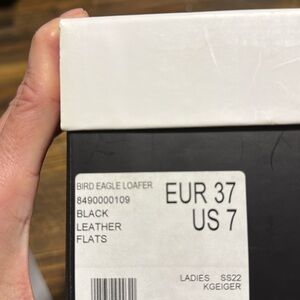 BIRD EAGLE LOAFER
8490000109
BLACK
LEATHER
FLATS
EUR 37
US 7
LADIES SS22
KGEIGER